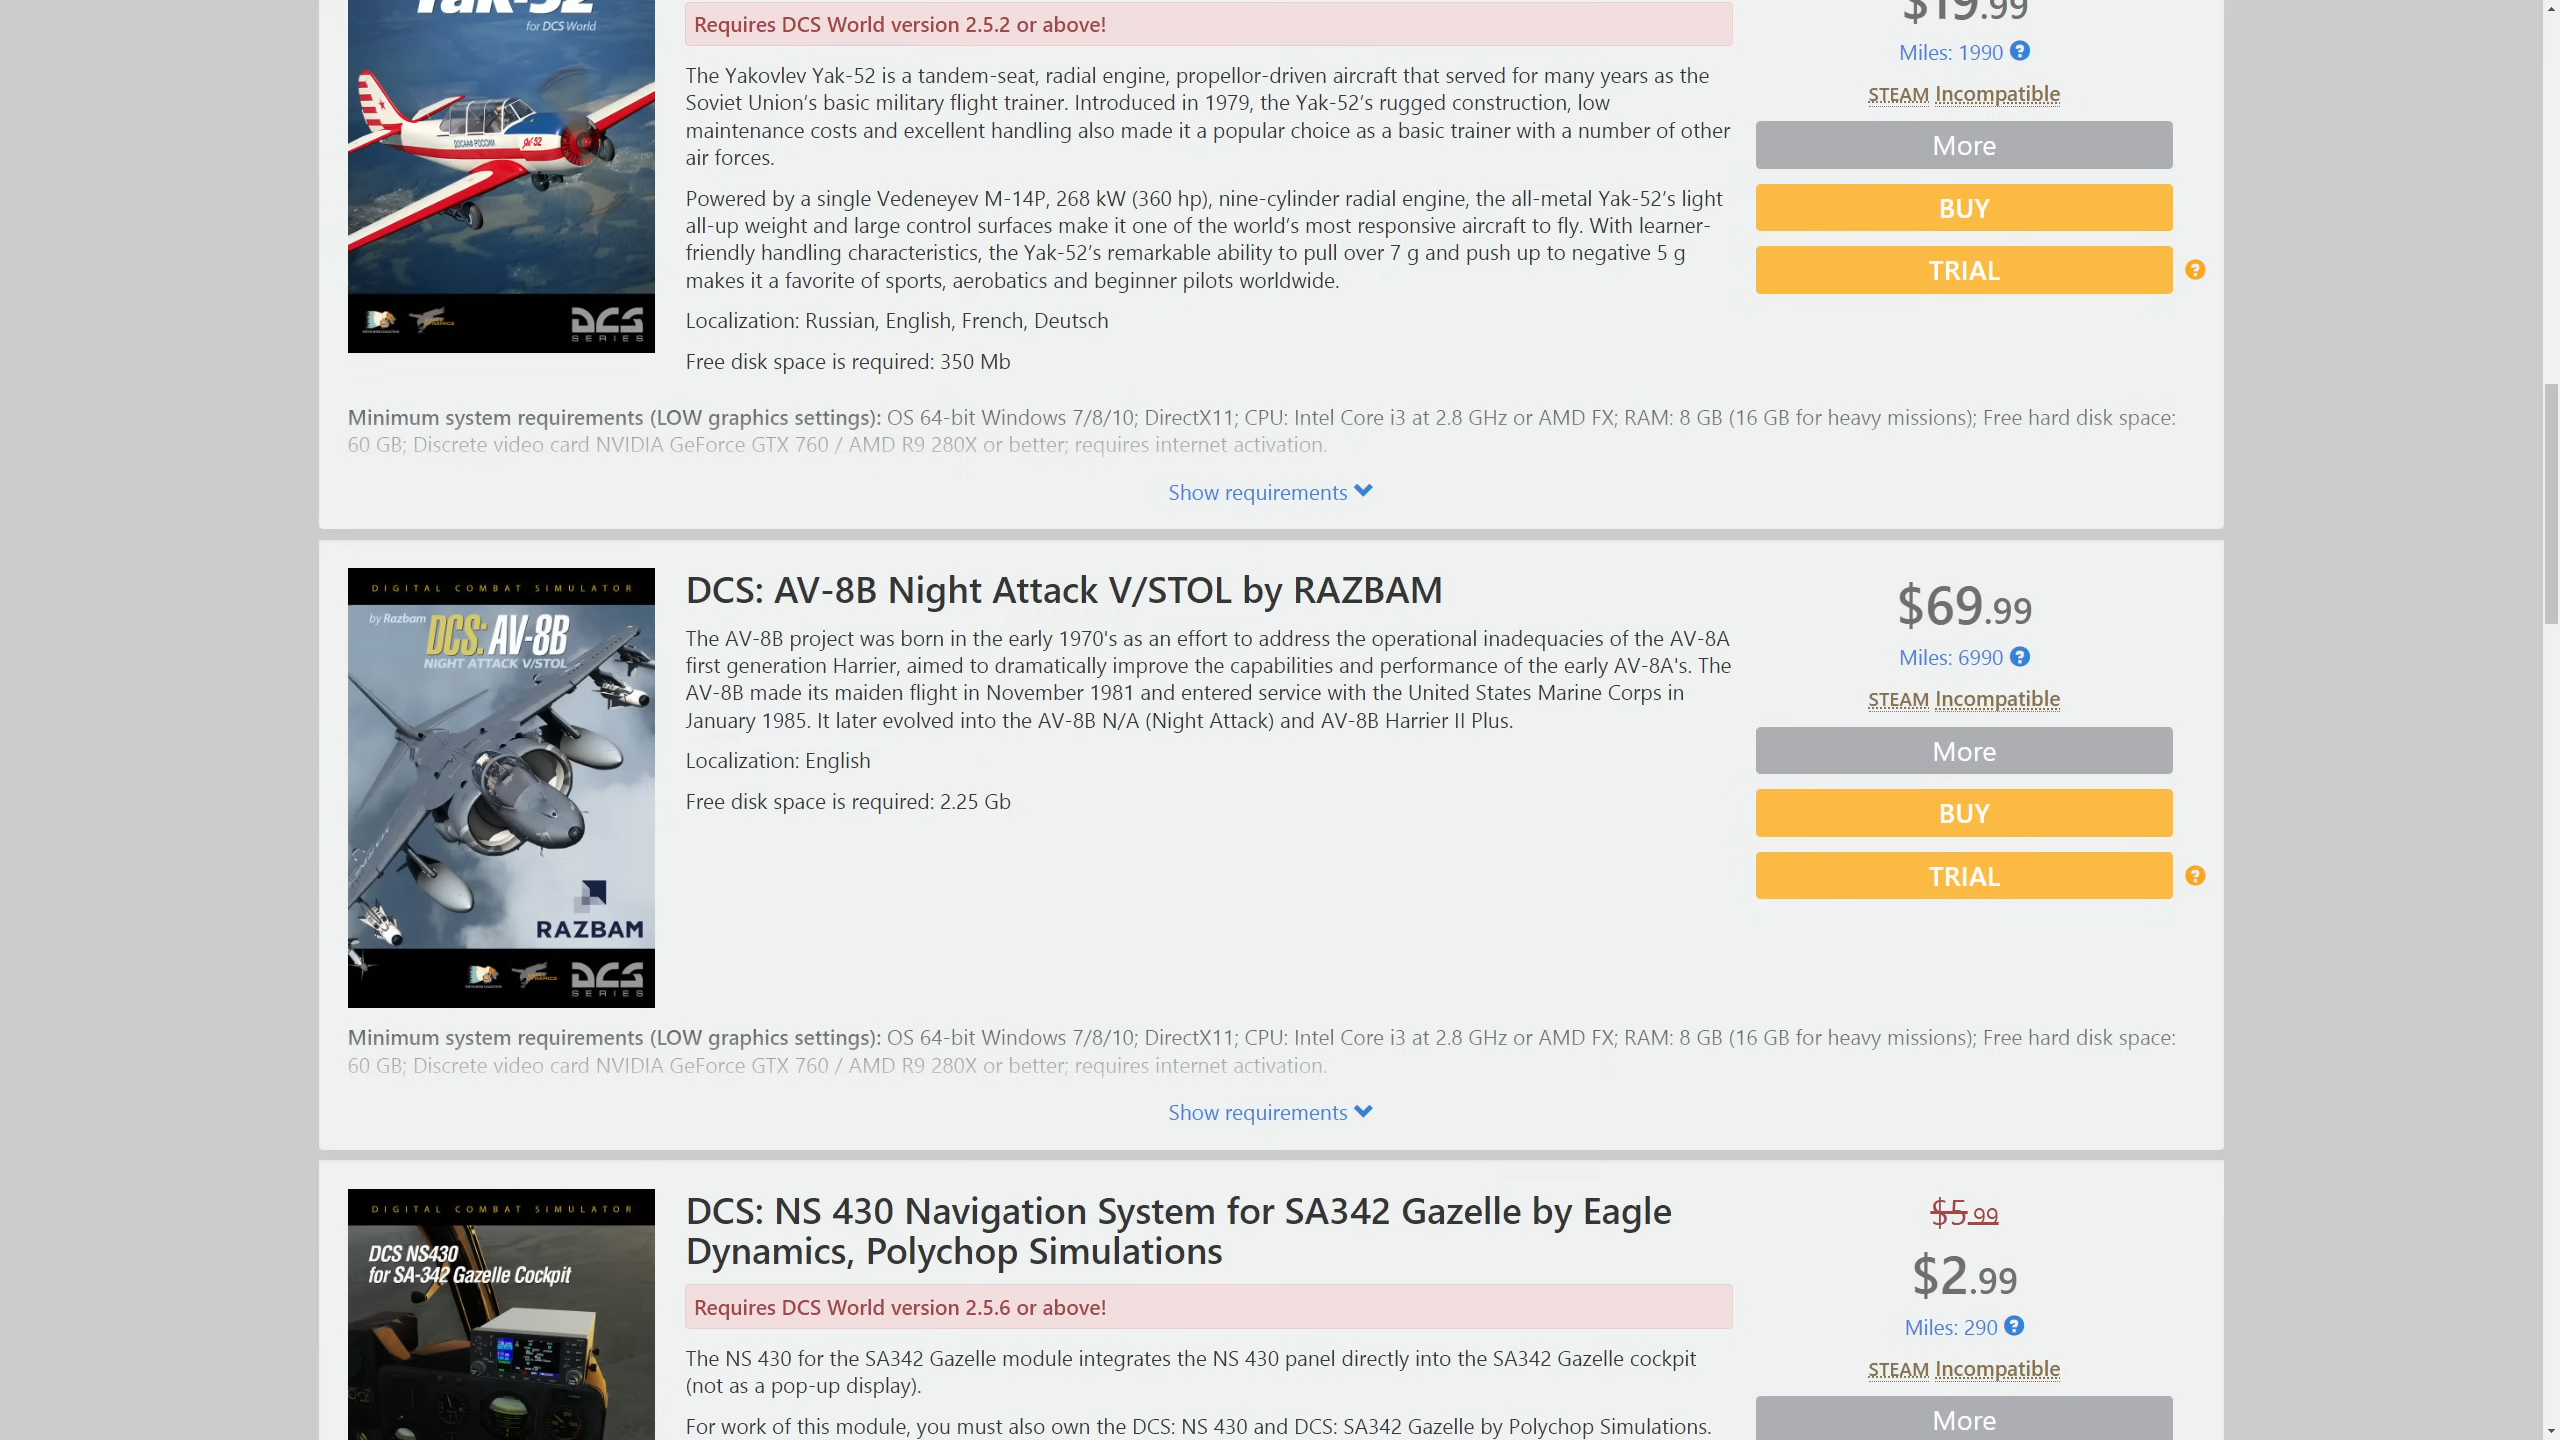 Yak-52
for DCS World
ДОСААФ РОССИИ
Як-52
DCS
SERIES
Requires DCS World version 2.5.2 or above!
The Yakovlev Yak-52 is a tandem-seat, radial engine, propellor-driven aircraft that served for many years as the
Soviet Union’s basic military flight trainer. Introduced in 1979, the Yak-52’s rugged construction, low
maintenance costs and excellent handling also made it a popular choice as a basic trainer with a number of other
air forces.
Powered by a single Vedeneyev M-14P, 268 kW (360 hp), nine-cylinder radial engine, the all-metal Yak-52’s light
all-up weight and large control surfaces make it one of the world’s most responsive aircraft to fly. With learner-
friendly handling characteristics, the Yak-52’s remarkable ability to pull over 7 g and push up to negative 5 g
makes it a favorite of sports, aerobatics and beginner pilots worldwide.
Localization: Russian, English, French, Deutsch
Free disk space is required: 350 Mb
$19.99
Miles: 1990 ?
STEAM Incompatible
More
BUY
TRIAL ?
Minimum system requirements (LOW graphics settings): OS 64-bit Windows 7/8/10; DirectX11; CPU: Intel Core i3 at 2.8 GHz or AMD FX; RAM: 8 GB (16 GB for heavy missions); Free hard disk space:
60 GB; Discrete video card NVIDIA GeForce GTX 760 / AMD R9 280X or better; requires internet activation.
Show requirements
DIGITAL COMBAT SIMULATOR
by Razbam DCS: AV-8B
NIGHT ATTACK V/STOL
RAZBAM
DCS
SERIES
DCS: AV-8B Night Attack V/STOL by RAZBAM
The AV-8B project was born in the early 1970's as an effort to address the operational inadequacies of the AV-8A
first generation Harrier, aimed to dramatically improve the capabilities and performance of the early AV-8A's. The
AV-8B made its maiden flight in November 1981 and entered service with the United States Marine Corps in
January 1985. It later evolved into the AV-8B N/A (Night Attack) and AV-8B Harrier II Plus.
Localization: English
Free disk space is required: 2.25 Gb
$69.99
Miles: 6990 ?
STEAM Incompatible
More
BUY
TRIAL ?
Minimum system requirements (LOW graphics settings): OS 64-bit Windows 7/8/10; DirectX11; CPU: Intel Core i3 at 2.8 GHz or AMD FX; RAM: 8 GB (16 GB for heavy missions); Free hard disk space:
60 GB; Discrete video card NVIDIA GeForce GTX 760 / AMD R9 280X or better; requires internet activation.
Show requirements
DIGITAL COMBAT SIMULATOR
DCS NS430
for SA-342 Gazelle Cockpit
DCS: NS 430 Navigation System for SA342 Gazelle by Eagle
Dynamics, Polychop Simulations
Requires DCS World version 2.5.6 or above!
The NS 430 for the SA342 Gazelle module integrates the NS 430 panel directly into the SA342 Gazelle cockpit
(not as a pop-up display).
For work of this module, you must also own the DCS: NS 430 and DCS: SA342 Gazelle by Polychop Simulations.
$5.99
$2.99
Miles: 290 ?
STEAM Incompatible
More